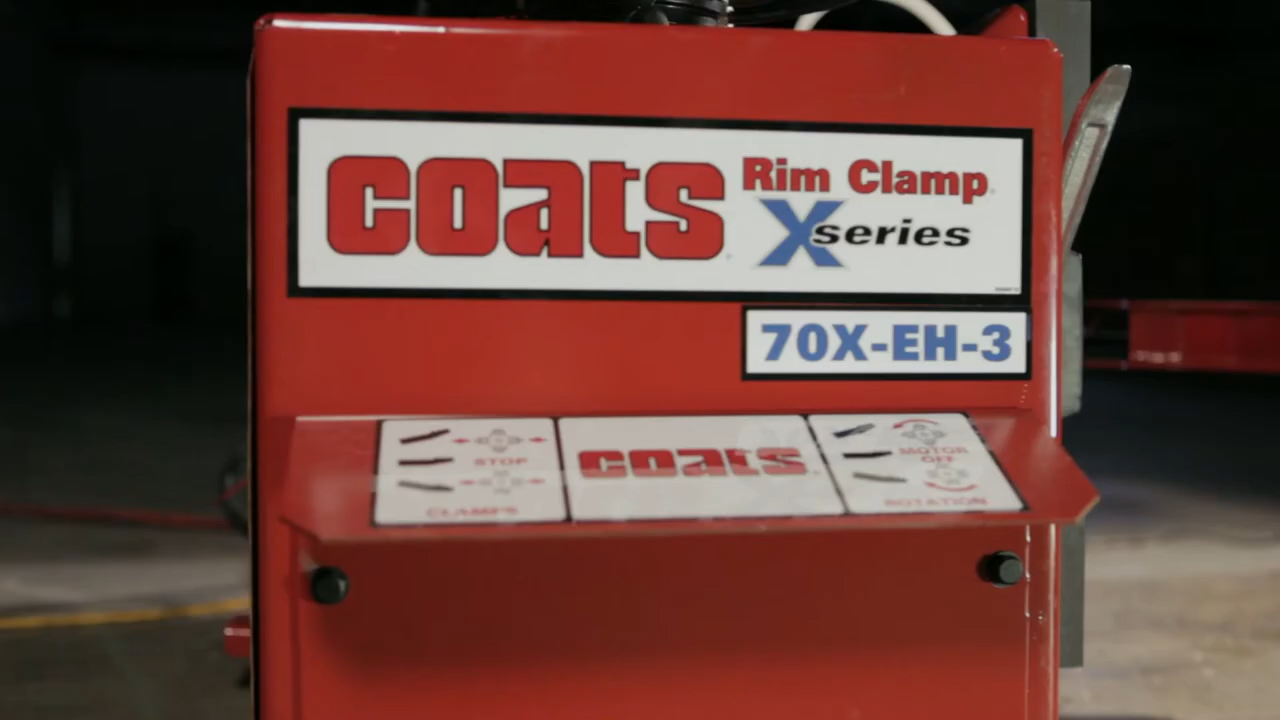 coats
Rim Clamp
X series
70X-EH-3
STOP
CLAMPS
coats
MOTOR
OFF
ROTATION